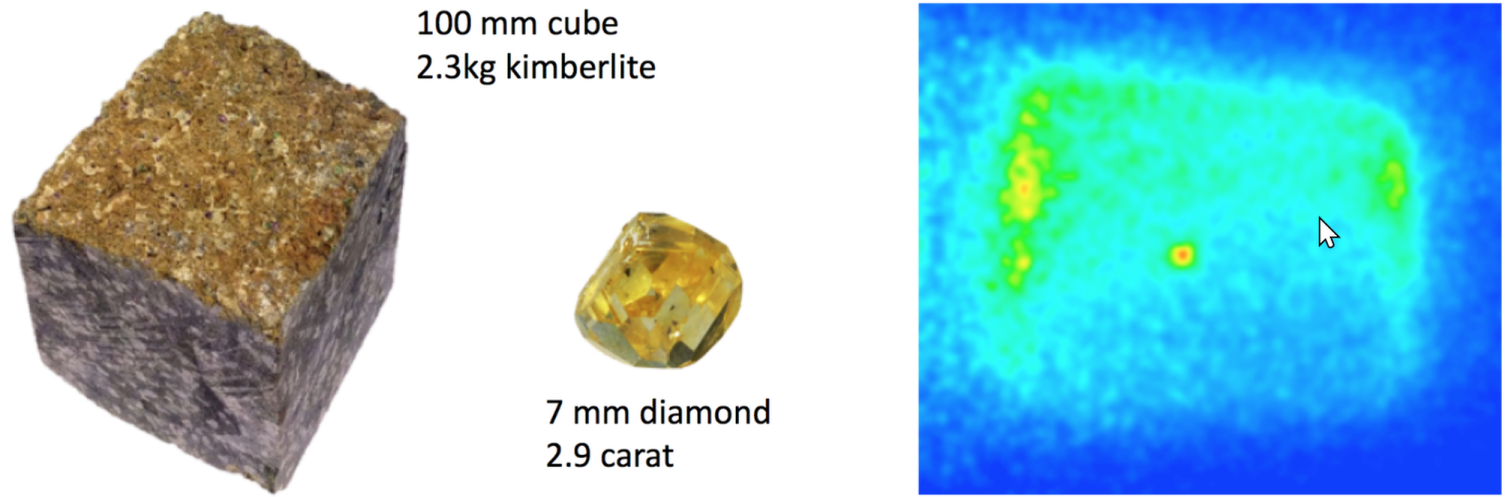 100 mm cube
2.3kg kimberlite
7 mm diamond
2.9 carat